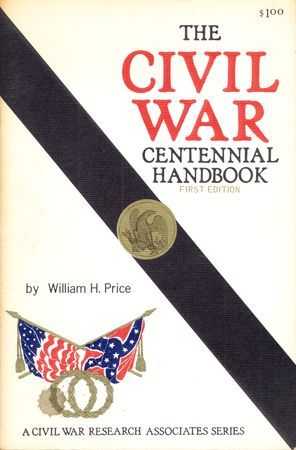 $1.00
THE
CIVIL
WAR
CENTENNIAL
HANDBOOK
FIRST EDITION
by William H. Price
A CIVIL WAR RESEARCH ASSOCIATES SERIES